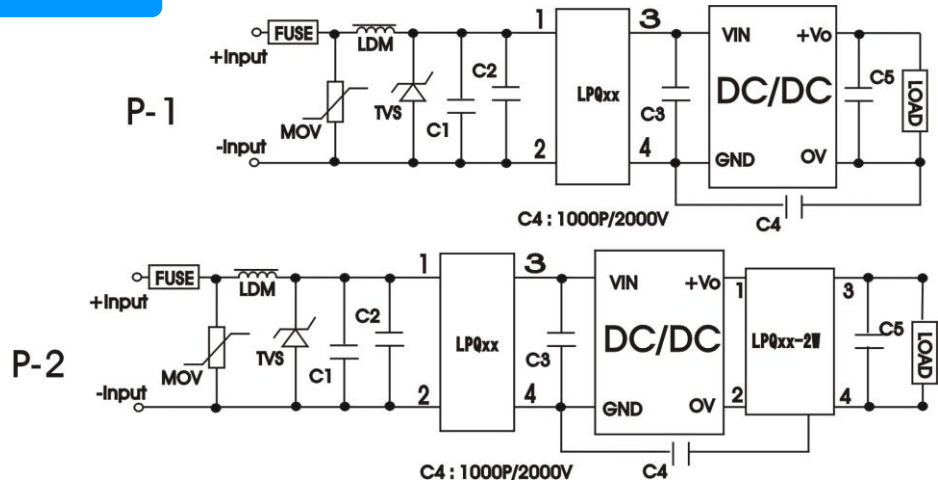 P-1
+Input
FUSE
LDM
MOV
TVS
C1
C2
-Input
1
2
LPQxx
3
4
C3
VIN
+Vo
DC/DC
GND
OV
C5
LOAD
C4 : 1000P/2000V
C4
P-2
+Input
FUSE
LDM
MOV
TVS
C1
C2
-Input
1
2
LPQxx
3
4
C3
VIN
+Vo
DC/DC
GND
OV
1
2
LPQxx-2W
3
4
C5
LOAD
C4 : 1000P/2000V
C4